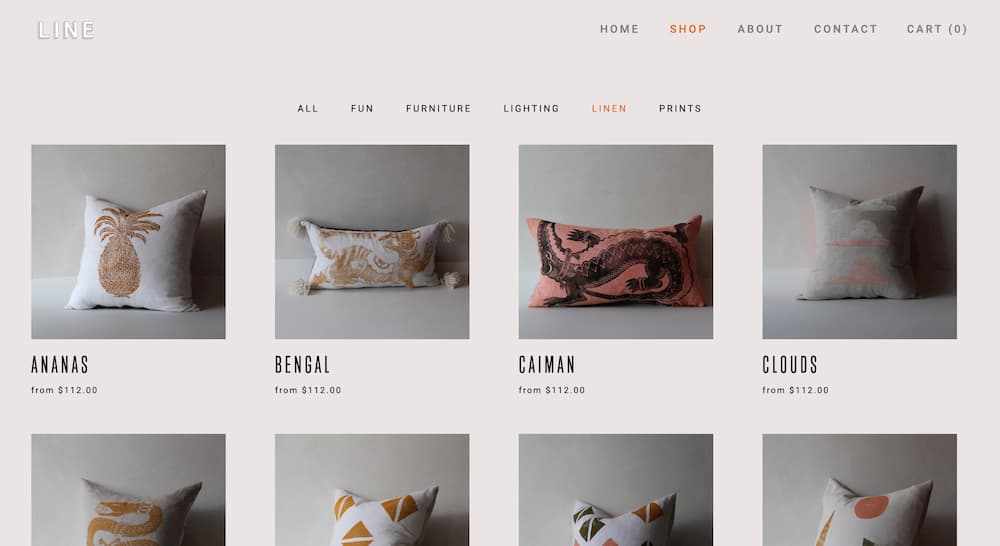 LINE
HOME SHOP ABOUT CONTACT CART (0)
ALL FUN FURNITURE LIGHTING LINEN PRINTS
ANANAS BENGAL CAIMAN CLOUDS
from $112.00 from $112.00 from $112.00 from $112.00